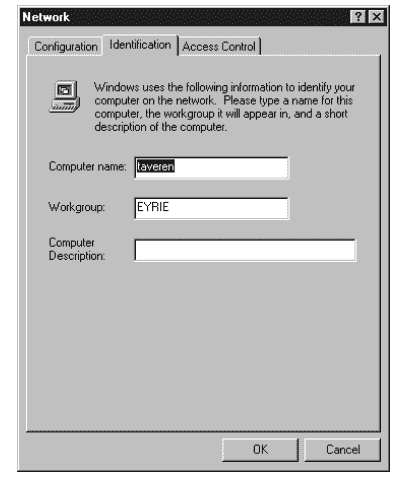 Network
Configuration Identification Access Control
Windows uses the following information to identify your
computer on the network. Please type a name for this
computer, the workgroup it will appear in, and a short
description of the computer.
Computer name: taveren
Workgroup: EYRIE
Computer
Description:
OK Cancel